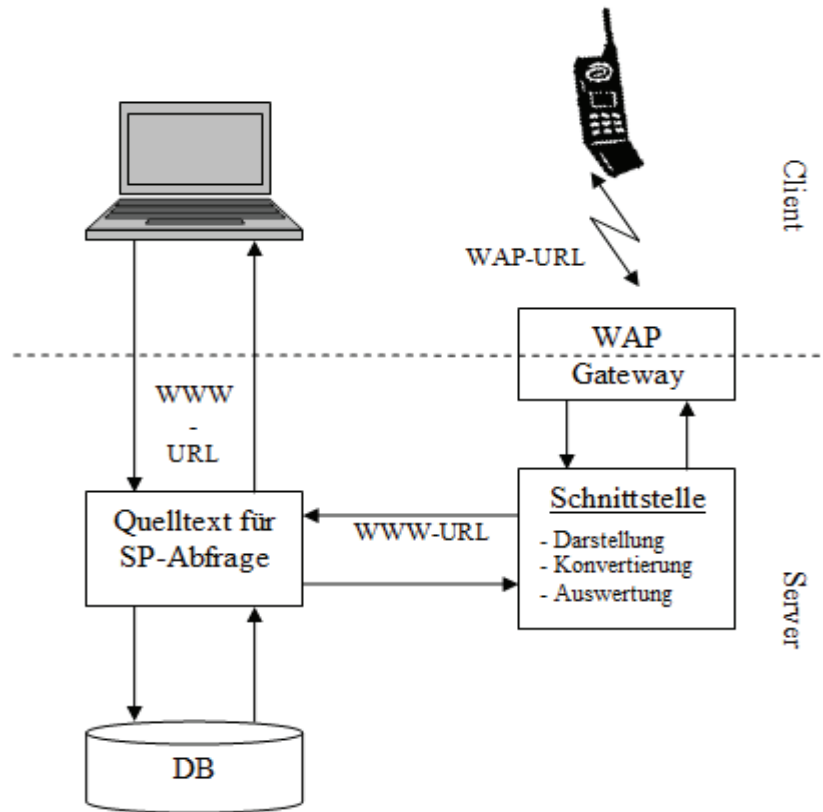 Client
WAP-URL
WAP
Gateway
WWW
-
URL
Quelltext für
SP-Abfrage
WWW-URL
Schnittstelle
- Darstellung
- Konvertierung
- Auswertung
Server
DB